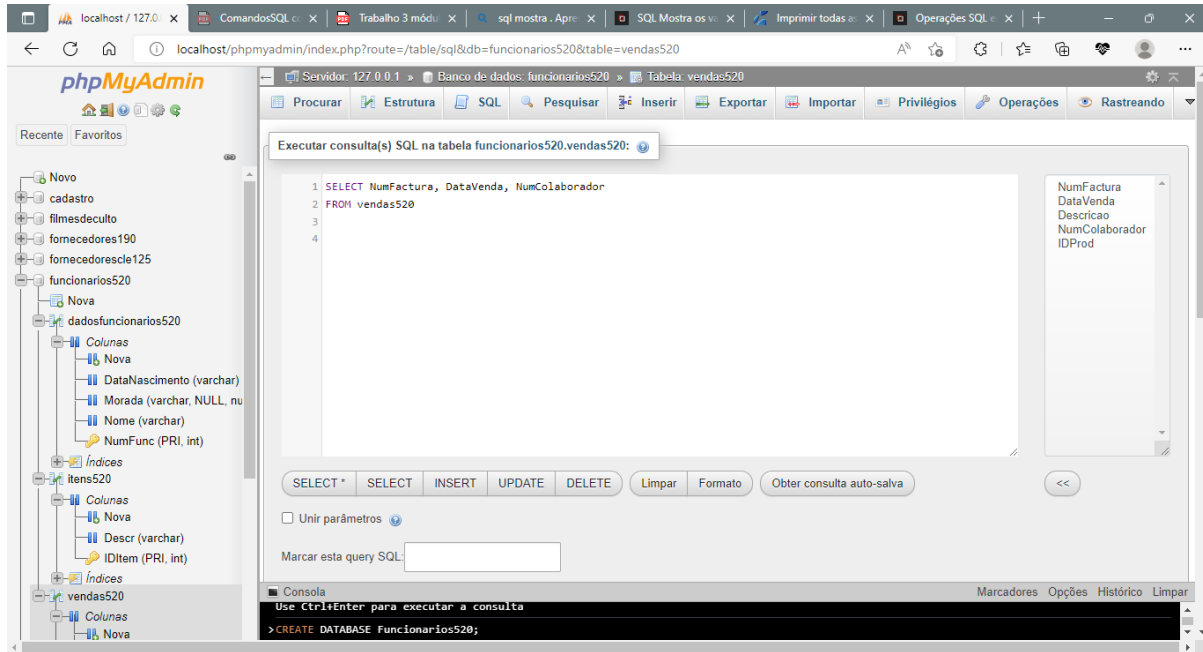 localhost / 127.0.
ComandosSQL co
Trabalho 3 módu
sql mostra . Apre
SQL Mostra os va
Imprimir todas as
Operações SQL e
localhost/phpmyadmin/index.php?route=/table/sql&db=funcionarios520&table=vendas520
phpMyAdmin
Recente Favoritos
Novo
cadastro
filmesdeculto
fornecedores190
fornecedorescle125
funcionarios520
Nova
dadosfuncionarios520
Colunas
Nova
DataNascimento (varchar)
Morada (varchar, NULL, nu
Nome (varchar)
NumFunc (PRI, int)
Índices
itens520
Colunas
Nova
Descr (varchar)
IDItem (PRI, int)
Índices
vendas520
Colunas
Nova
Servidor: 127.0.0.1 » Banco de dados: funcionarios520 » Tabela: vendas520
Procurar Estrutura SQL Pesquisar Inserir Exportar Importar Privilégios Operações Rastreando
Executar consulta(s) SQL na tabela funcionarios520.vendas520:
1 SELECT NumFactura, DataVenda, NumColaborador
2 FROM vendas520
3
4
NumFactura
DataVenda
Descricao
NumColaborador
IDProd
SELECT * SELECT INSERT UPDATE DELETE Limpar Formato Obter consulta auto-salva <<
Unir parâmetros
Marcar esta query SQL:
Consola Marcadores Opções Histórico Limpar
Use Ctrl+Enter para executar a consulta
>CREATE DATABASE Funcionarios520;